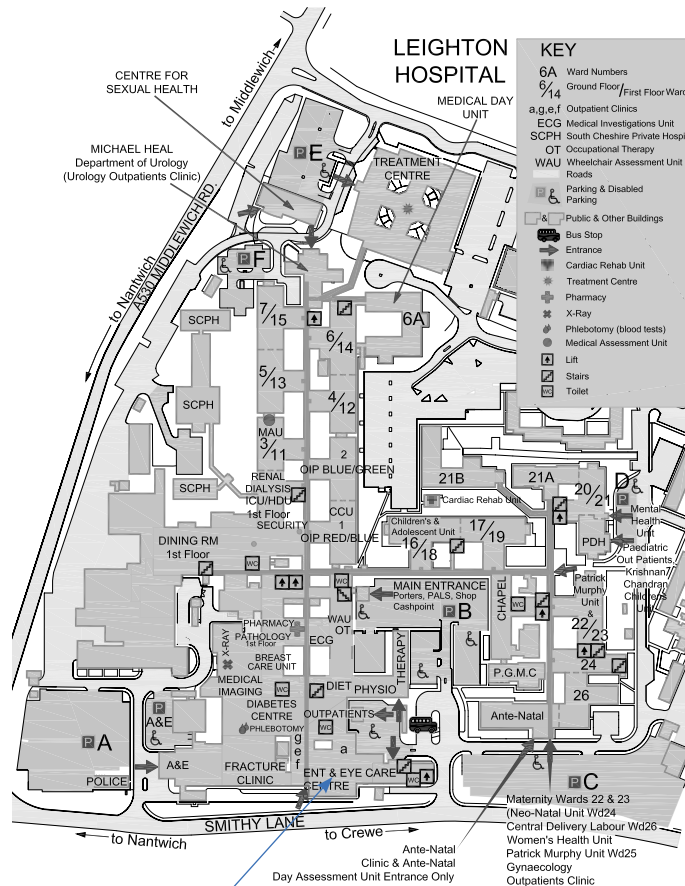 LEIGHTON
HOSPITAL
KEY
6A Ward Numbers
6/14 Ground Floor/First Floor Ward
a,g,e,f Outpatient Clinics
ECG Medical Investigations Unit
SCPH South Cheshire Private Hospi
OT Occupational Therapy
WAU Wheelchair Assessment Unit
Roads
P Parking & Disabled
Parking
& Public & Other Buildings
Bus Stop
Entrance
Cardiac Rehab Unit
Treatment Centre
Pharmacy
X-Ray
Phlebotomy (blood tests)
Medical Assessment Unit
Lift
Stairs
WC Toilet
to Middlewich
CENTRE FOR
SEXUAL HEALTH
MEDICAL DAY
UNIT
MICHAEL HEAL
Department of Urology
(Urology Outpatients Clinic)
P E
TREATMENT
CENTRE
to Nantwich
A530 MIDDLEWICH RD.
P F
SCPH
7/15
6/14
6A
SCPH
5/13
4/12
MAU
3/11
2
OIP BLUE/GREEN
SCPH
RENAL
DIALYSIS
ICU/HDU
1st Floor
SECURITY
CCU
1
OIP RED/BLUE
21B
21A
20/21
D
P
Cardiac Rehab Unit
Mental
Health
Unit
Children's &
Adolescent Unit
17/19
16/18
PDH
Paediatric
Out Patients
Krishnan/
Chandran
Children's
Unit
DINING RM
1st Floor
WC
WC
MAIN ENTRANCE
Porters, PALS, Shop
Cashpoint
P B
CHAPEL
WC
Patrick
Murphy
Unit
&
22/23
WAU
OT
PHARMACY
PATHOLOGY
1st Floor
ECG
X-RAY
BREAST
CARE UNIT
THERAPY
24
MEDICAL
IMAGING
WC
DIET
PHYSIO
P.G.M.C
26
DIABETES
CENTRE
OUTPATIENTS
Ante-Natal
P A
P
A&E
PHLEBOTOMY
WC
g
e
f
a
A&E
FRACTURE
CLINIC
ENT & EYE CARE
CENTRE
WC
POLICE
P C
SMITHY LANE
to Nantwich
to Crewe
Ante-Natal
Clinic & Ante-Natal
Day Assessment Unit Entrance Only
Maternity Wards 22 & 23
(Neo-Natal Unit Wd24
Central Delivery Labour Wd26
Women's Health Unit
Patrick Murphy Unit Wd25
Gynaecology
Outpatients Clinic